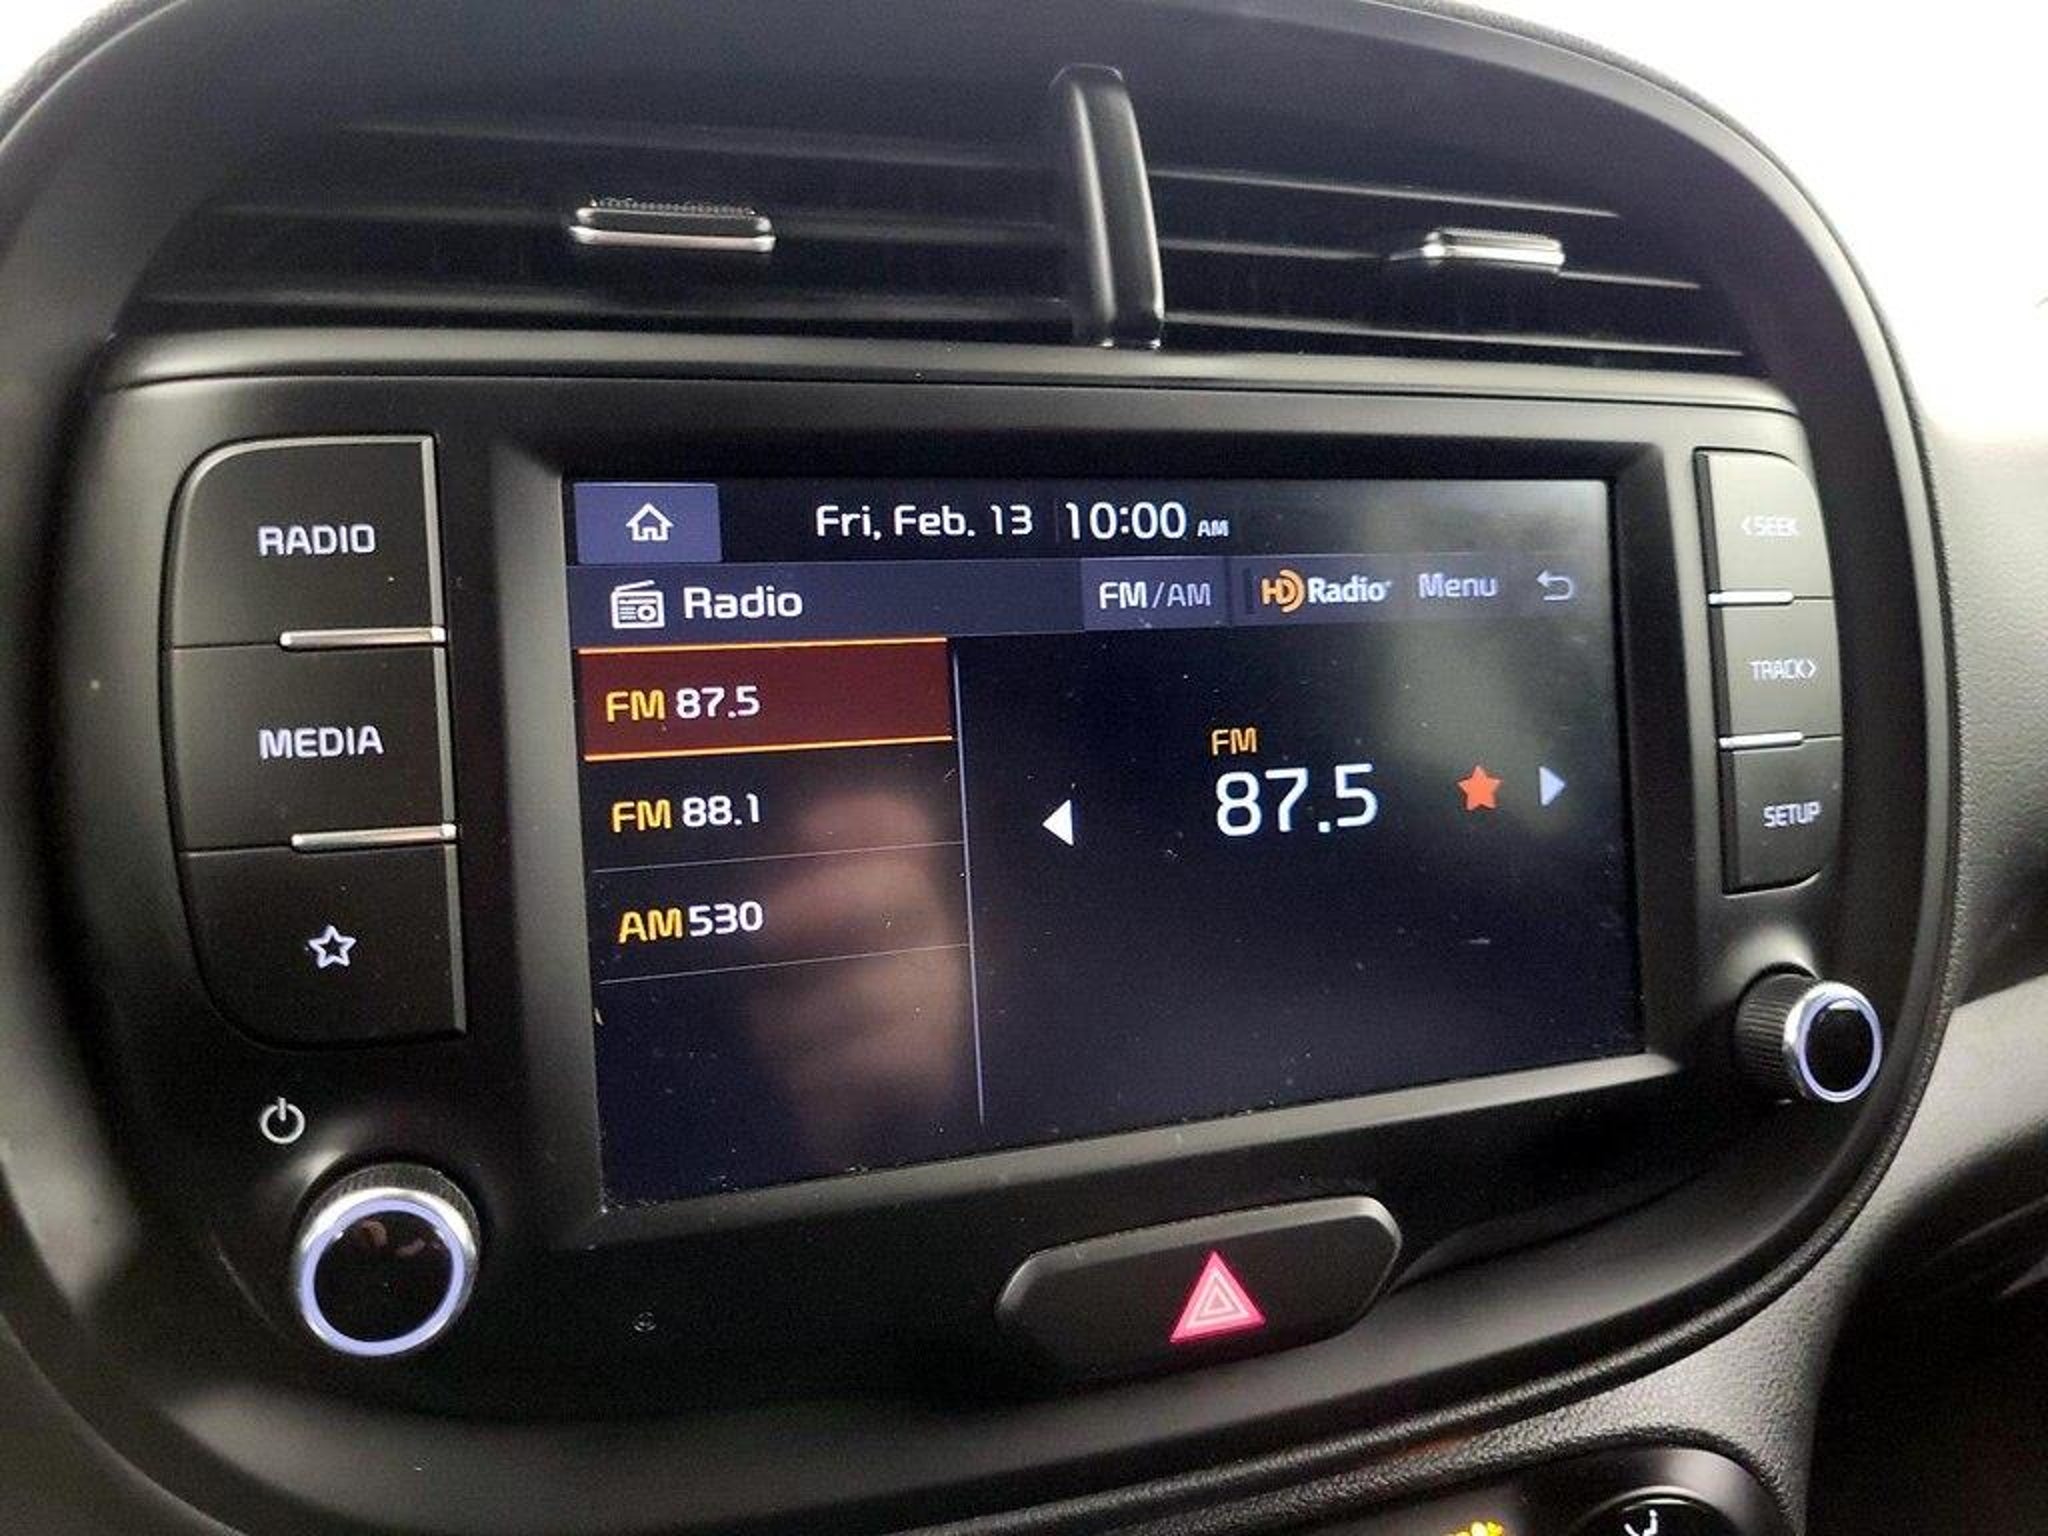 RADIO
MEDIA
Fri, Feb. 13 10:00 AM
Radio FM/AM HD Radio Menu
FM 87.5
FM 88.1
AM 530
FM
87.5
<SEEK
TRACK>
SETUP